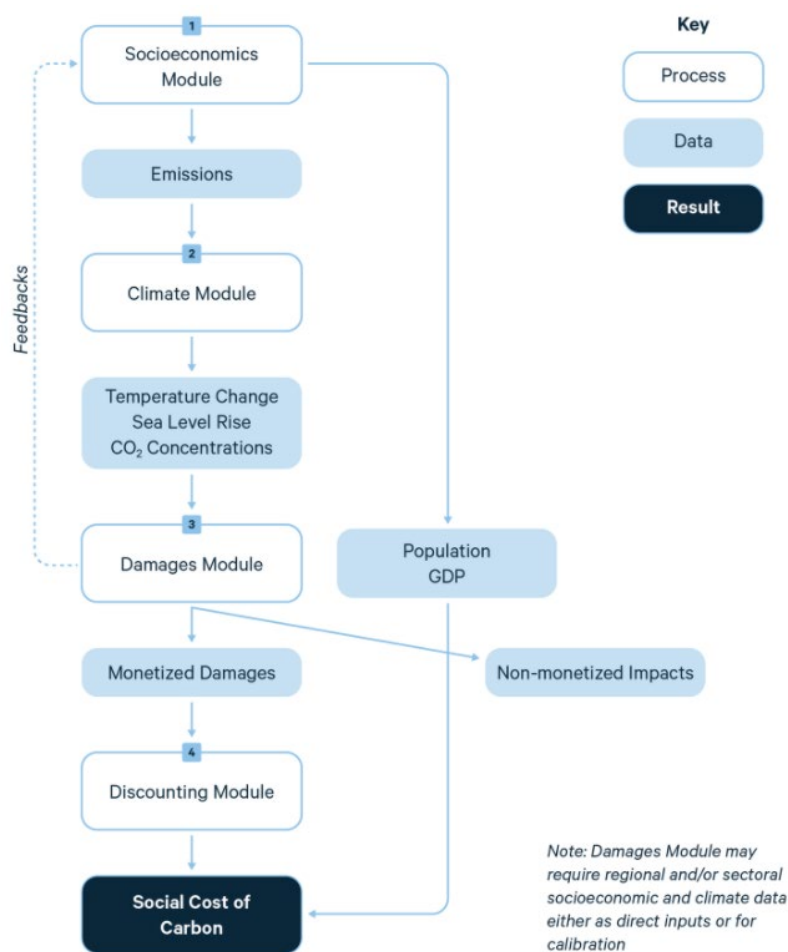 1
Socioeconomics
Module
Emissions
2
Climate Module
Temperature Change
Sea Level Rise
CO₂ Concentrations
3
Damages Module
Feedbacks
Population
GDP
Monetized Damages
Non-monetized Impacts
4
Discounting Module
Social Cost of
Carbon
Key
Process
Data
Result
Note: Damages Module may
require regional and/or sectoral
socioeconomic and climate data
either as direct inputs or for
calibration